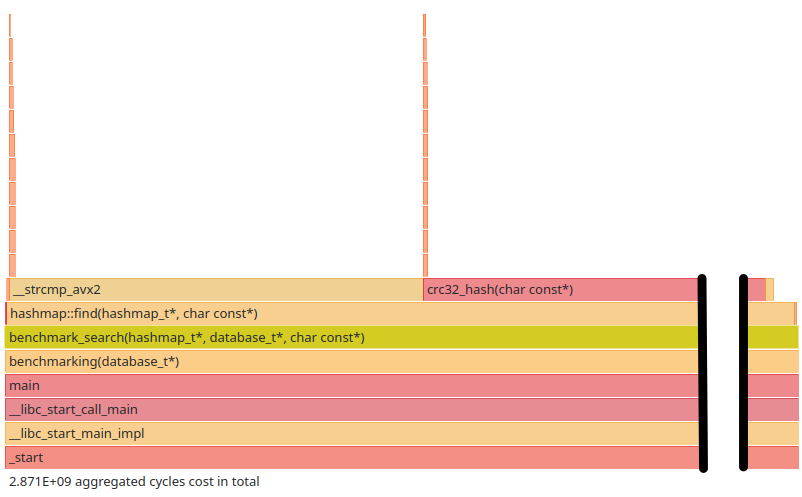 __strcmp_avx2
crc32_hash(char const*)
hashmap::find(hashmap_t*, char const*)
benchmark_search(hashmap_t*, database_t*, char const*)
benchmarking(database_t*)
main
__libc_start_call_main
__libc_start_main_impl
_start
2.871E+09 aggregated cycles cost in total